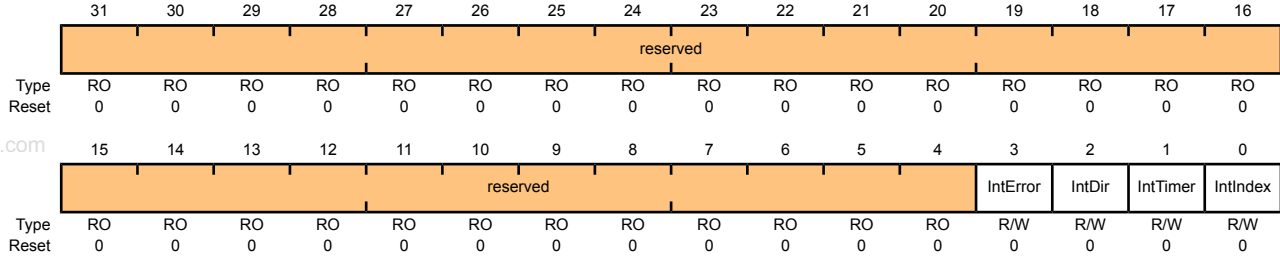 31 30 29 28 27 26 25 24 23 22 21 20 19 18 17 16
reserved
Type RO RO RO RO RO RO RO RO RO RO RO RO RO RO RO RO
Reset 0 0 0 0 0 0 0 0 0 0 0 0 0 0 0 0
.com
15 14 13 12 11 10 9 8 7 6 5 4 3 2 1 0
reserved IntError IntDir IntTimer IntIndex
Type RO RO RO RO RO RO RO RO RO RO RO RO R/W R/W R/W R/W
Reset 0 0 0 0 0 0 0 0 0 0 0 0 0 0 0 0